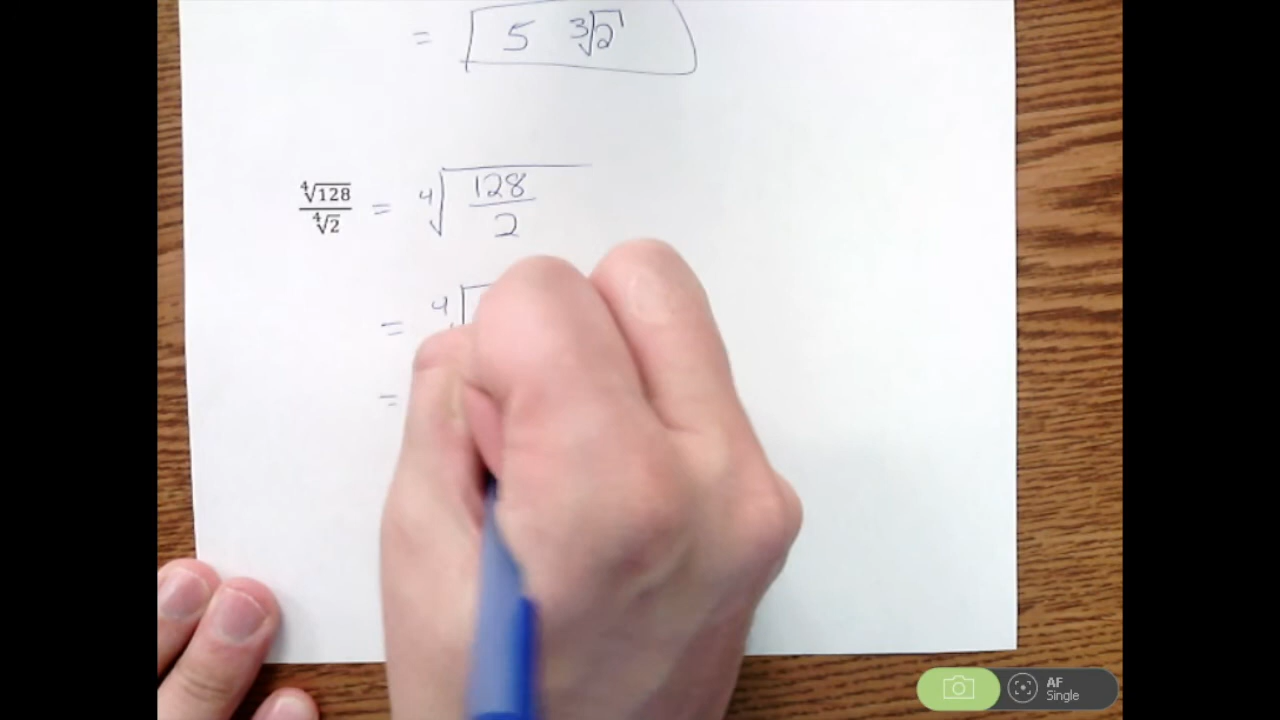 = 5 ∛2
∜128 / ∜2 = ∜(128 / 2)
= ∜
=
AF
Single